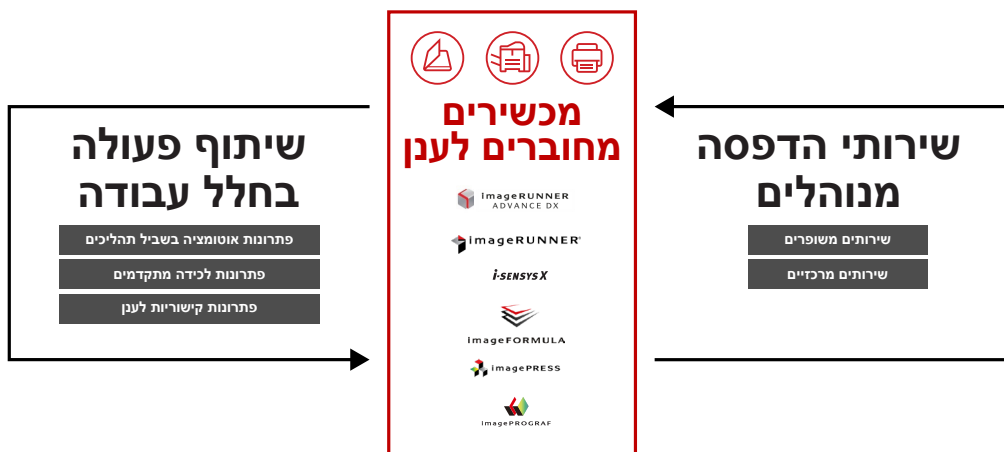 שירותי הדפסה
מנוהלים
שירותים משופרים
שירותים מרכזיים
מכשירים
מחוברים לענן
imageRUNNER
ADVANCE DX
imageRUNNER
i-SENSYS X
imageFORMULA
imagePRESS
imagePROGRAF
שיתוף פעולה
בחלל עבודה
פתרונות אוטומציה בשביל תהליכים
פתרונות לכידה מתקדמים
פתרונות קישוריות לענן